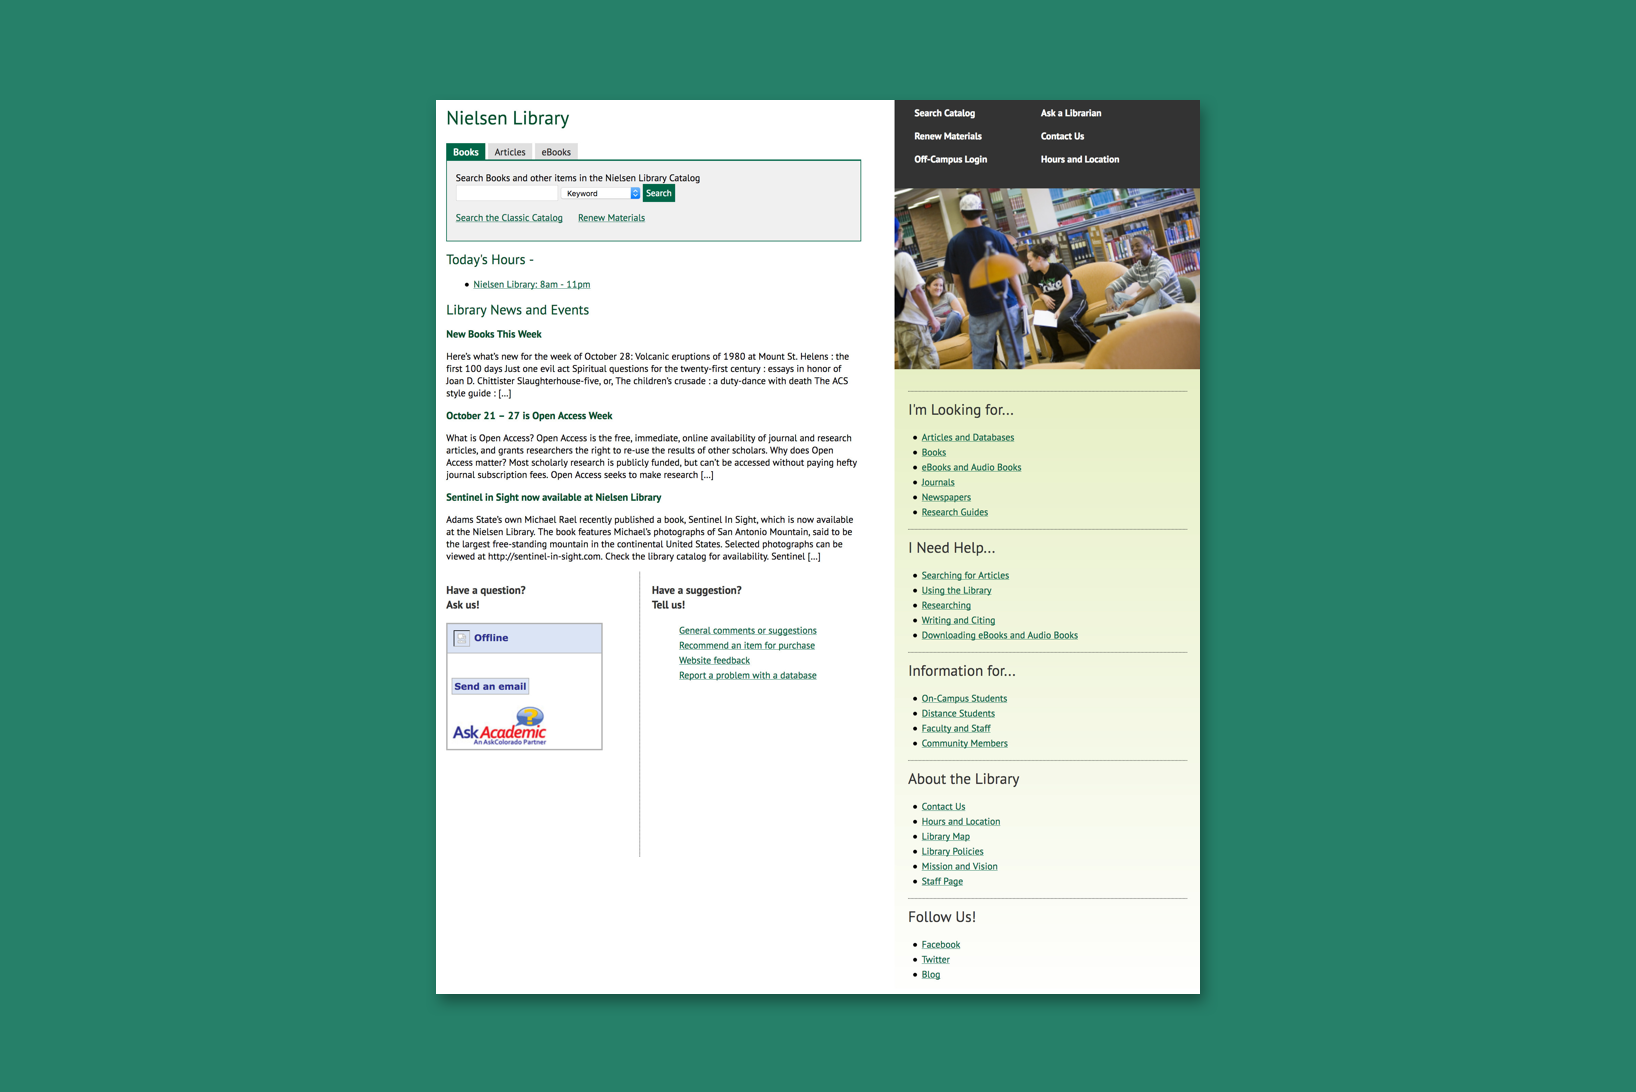 Nielsen Library
Books Articles eBooks
Search Books and other items in the Nielsen Library Catalog
Keyword Search
Search the Classic Catalog Renew Materials
Today's Hours -
Nielsen Library: 8am - 11pm
Library News and Events
New Books This Week
Here's what's new for the week of October 28: Volcanic eruptions of 1980 at Mount St. Helens : the
first 100 days Just one evil act Spiritual questions for the twenty-first century : essays in honor of
Joan D. Chittister Slaughterhouse-five, or, The children's crusade : a duty-dance with death The ACS
style guide : [...]
October 21 – 27 is Open Access Week
What is Open Access? Open Access is the free, immediate, online availability of journal and research
articles, and grants researchers the right to re-use the results of other scholars. Why does Open
Access matter? Most scholarly research is publicly funded, but can't be accessed without paying hefty
journal subscription fees. Open Access seeks to make research [...]
Sentinel in Sight now available at Nielsen Library
Adams State's own Michael Rael recently published a book, Sentinel In Sight, which is now available
at the Nielsen Library. The book features Michael's photographs of San Antonio Mountain, said to be
the largest free-standing mountain in the continental United States. Selected photographs can be
viewed at http://sentinel-in-sight.com. Check the library catalog for availability. Sentinel [...]
Have a question?
Ask us!
Offline
Send an email
?
Ask Academic
An AskColorado Partner
Have a suggestion?
Tell us!
General comments or suggestions
Recommend an item for purchase
Website feedback
Report a problem with a database
Search Catalog
Renew Materials
Off-Campus Login
Ask a Librarian
Contact Us
Hours and Location
I'm Looking for...
Articles and Databases
Books
eBooks and Audio Books
Journals
Newspapers
Research Guides
I Need Help...
Searching for Articles
Using the Library
Researching
Writing and Citing
Downloading eBooks and Audio Books
Information for...
On-Campus Students
Distance Students
Faculty and Staff
Community Members
About the Library
Contact Us
Hours and Location
Library Map
Library Policies
Mission and Vision
Staff Page
Follow Us!
Facebook
Twitter
Blog